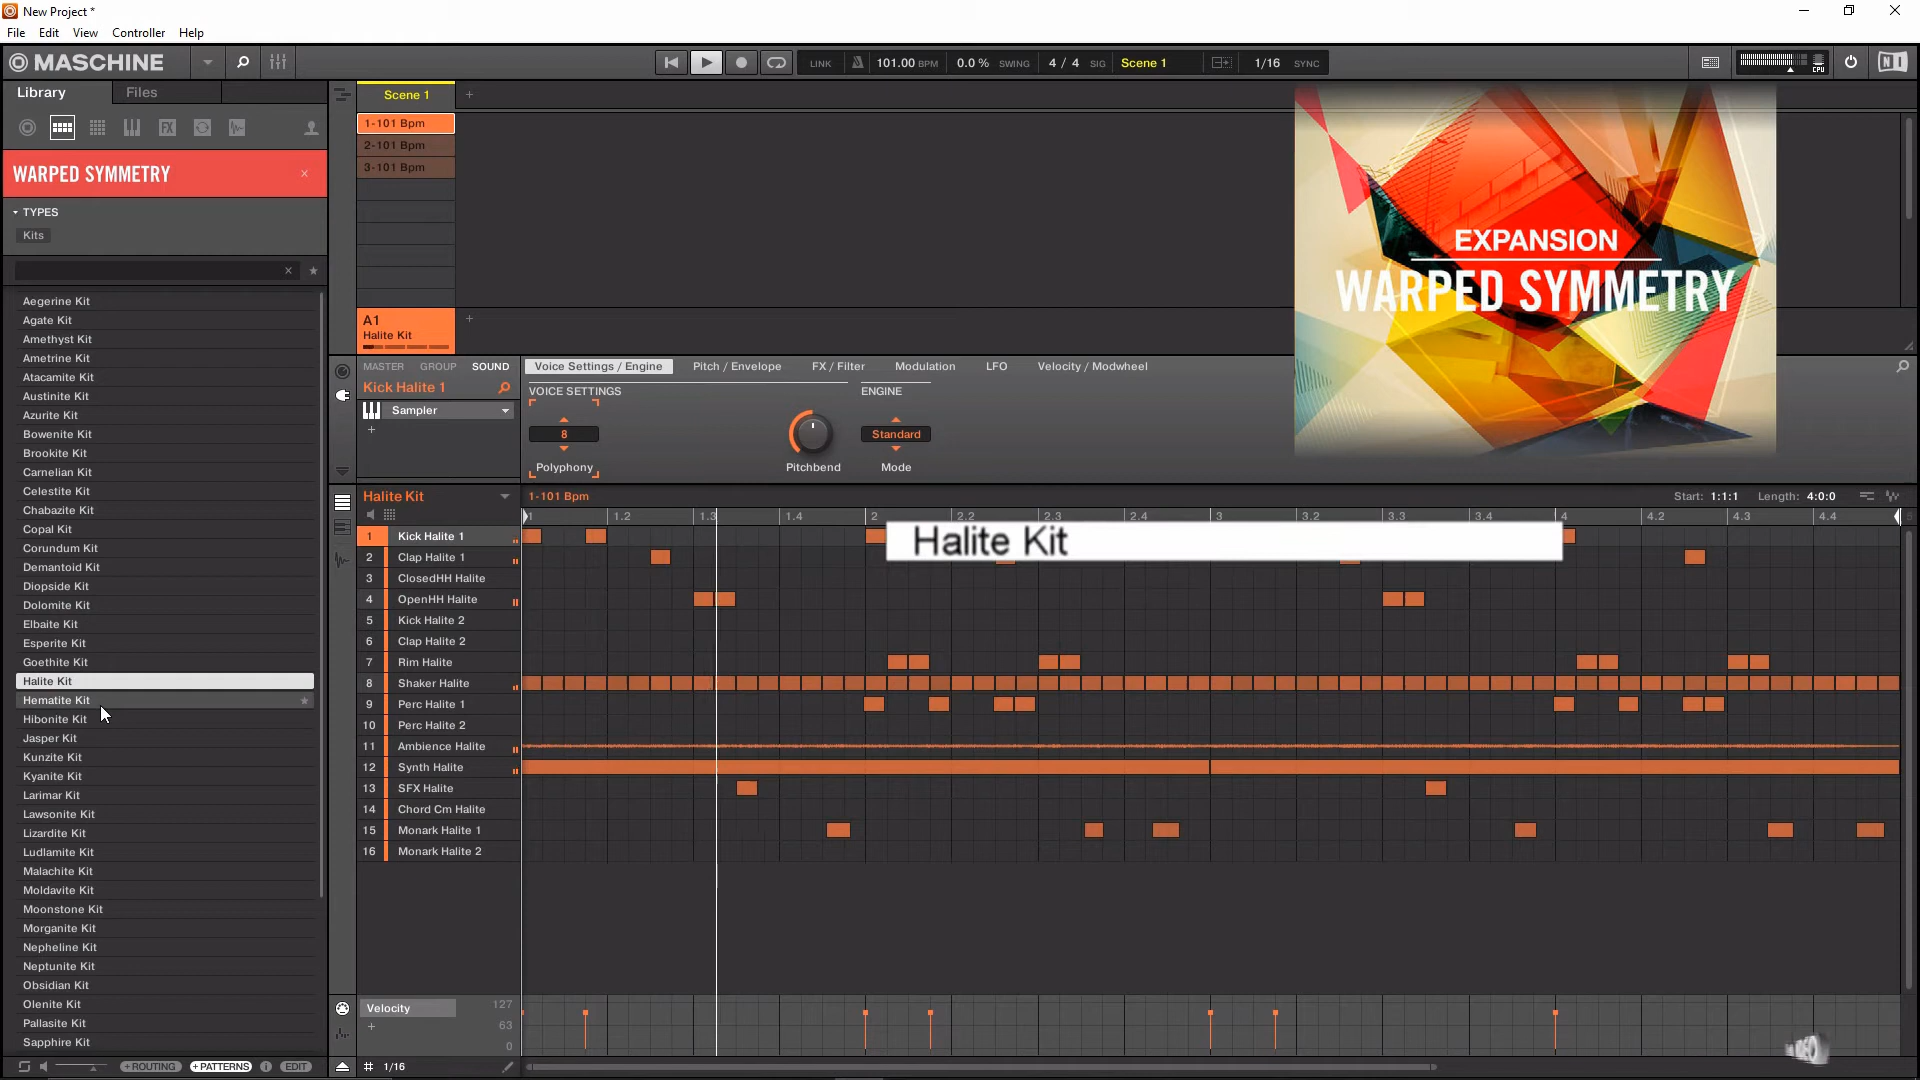 New Project *
File Edit View Controller Help
MASCHINE
LINK 101.00 BPM 0.0 % SWING 4 / 4 SIG Scene 1 1/16 SYNC
CPU
Library Files
Scene 1 +
1-101 Bpm
2-101 Bpm
3-101 Bpm
FX
WARPED SYMMETRY ×
TYPES
Kits
EXPANSION
WARPED SYMMETRY
Aegerine Kit
Agate Kit
Amethyst Kit
Ametrine Kit
Atacamite Kit
Austinite Kit
Azurite Kit
Bowenite Kit
Brookite Kit
Carnelian Kit
Celestite Kit
Chabazite Kit
Copal Kit
Corundum Kit
Demantoid Kit
Diopside Kit
Dolomite Kit
Elbaite Kit
Esperite Kit
Goethite Kit
Halite Kit
Hematite Kit
Hibonite Kit
Jasper Kit
Kunzite Kit
Kyanite Kit
Larimar Kit
Lawsonite Kit
Lizardite Kit
Ludlamite Kit
Malachite Kit
Moldavite Kit
Moonstone Kit
Morganite Kit
Nepheline Kit
Neptunite Kit
Obsidian Kit
Olenite Kit
Pallasite Kit
Sapphire Kit
+ROUTING +PATTERNS i EDIT
A1 +
Halite Kit
MASTER GROUP SOUND
Kick Halite 1
Sampler
+
Voice Settings / Engine Pitch / Envelope FX / Filter Modulation LFO Velocity / Modwheel
VOICE SETTINGS ENGINE
8 Standard
Polyphony Pitchbend Mode
Halite Kit 1-101 Bpm Start: 1:1:1 Length: 4:0:0
1 1.2 1.3 1.4 2 2.2 2.3 2.4 3 3.2 3.3 3.4 4 4.2 4.3 4.4 5
Halite Kit
1 Kick Halite 1
2 Clap Halite 1
3 ClosedHH Halite
4 OpenHH Halite
5 Kick Halite 2
6 Clap Halite 2
7 Rim Halite
8 Shaker Halite
9 Perc Halite 1
10 Perc Halite 2
11 Ambience Halite
12 Synth Halite
13 SFX Halite
14 Chord Cm Halite
15 Monark Halite 1
16 Monark Halite 2
Velocity 127
+ 63
0
# 1/16